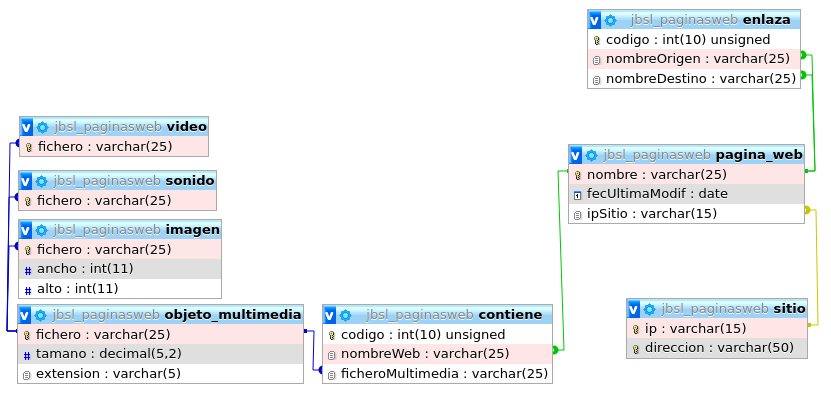 jbsl_paginasweb enlaza
codigo : int(10) unsigned
nombreOrigen : varchar(25)
nombreDestino : varchar(25)
jbsl_paginasweb video
fichero : varchar(25)
jbsl_paginasweb pagina_web
nombre : varchar(25)
fecUltimaModif : date
ipSitio : varchar(15)
jbsl_paginasweb sonido
fichero : varchar(25)
jbsl_paginasweb imagen
fichero : varchar(25)
ancho : int(11)
alto : int(11)
jbsl_paginasweb objeto_multimedia
fichero : varchar(25)
tamano : decimal(5,2)
extension : varchar(5)
jbsl_paginasweb contiene
codigo : int(10) unsigned
nombreWeb : varchar(25)
ficheroMultimedia : varchar(25)
jbsl_paginasweb sitio
ip : varchar(15)
direccion : varchar(50)